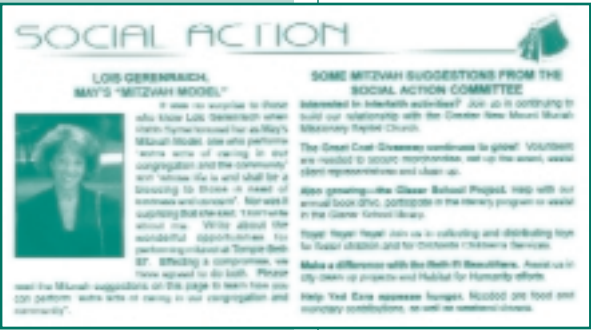 SOCIAL ACTION
LOIS GERENRAICH,
MAY'S "MITZVAH MODEL"
It was no surprise to those
who know Lois Gerenraich when
honored her as May's
Mitzvah Model, one who performs
"extra acts of caring in our
congregation and the community"
and "whose life is and shall be a
blessing to those in need of
kindness and concern". Nor was it
surprising that she said, "Don't write
about me. Write about the
wonderful opportunities for
performing mitzvot at Temple Beth
El". Effecting a compromise, we
have agreed to do both. Please
read the Mitzvah suggestions on this page to learn how you
can perform "extra acts of caring in our congregation and
community".
SOME MITZVAH SUGGESTIONS FROM THE
SOCIAL ACTION COMMITTEE
Interested in interfaith activities? Join us in continuing to
build our relationship with the Greater New Mount Moriah
Missionary Baptist Church.
The Great Coat Giveaway continues to grow! Volunteers
are needed to secure merchandise, set up the event, assist
client representatives and clean up.
Also growing—the Glazer School Project. Help with our
annual book drive, participate in the literacy program or assist
in the Glazer School library.
Toys! Toys! Toys! Join us in collecting and distributing toys
for foster children and for Orchards Children's Services.
Make a difference with the Beth El Beautifiers. Assist us in
city clean up projects and Habitat for Humanity efforts.
Help Yad Ezra appease hunger. Needed are food and
monetary contributions, as well as weekend drivers.